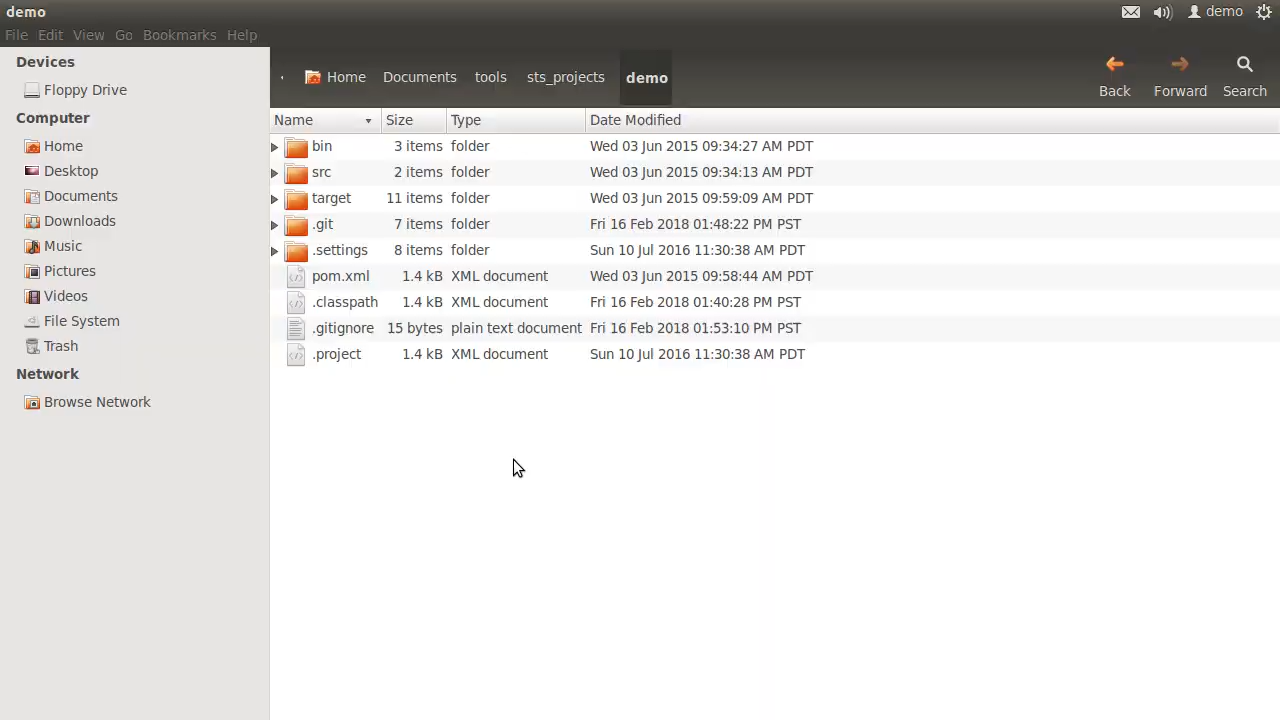 demo
demo
File Edit View Go Bookmarks Help
Devices
Floppy Drive
Computer
Home
Desktop
Documents
Downloads
Music
Pictures
Videos
File System
Trash
Network
Browse Network
Home Documents tools sts_projects demo
Back Forward Search
Name Size Type Date Modified
bin 3 items folder Wed 03 Jun 2015 09:34:27 AM PDT
src 2 items folder Wed 03 Jun 2015 09:34:13 AM PDT
target 11 items folder Wed 03 Jun 2015 09:59:09 AM PDT
.git 7 items folder Fri 16 Feb 2018 01:48:22 PM PST
.settings 8 items folder Sun 10 Jul 2016 11:30:38 AM PDT
pom.xml 1.4 kB XML document Wed 03 Jun 2015 09:58:44 AM PDT
.classpath 1.4 kB XML document Fri 16 Feb 2018 01:40:28 PM PST
.gitignore 15 bytes plain text document Fri 16 Feb 2018 01:53:10 PM PST
.project 1.4 kB XML document Sun 10 Jul 2016 11:30:38 AM PDT